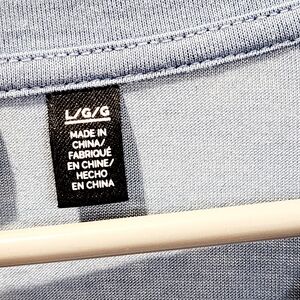 L/G/G
MADE IN
CHINA/
FABRIQUÉ
EN CHINE/
HECHO
EN CHINA